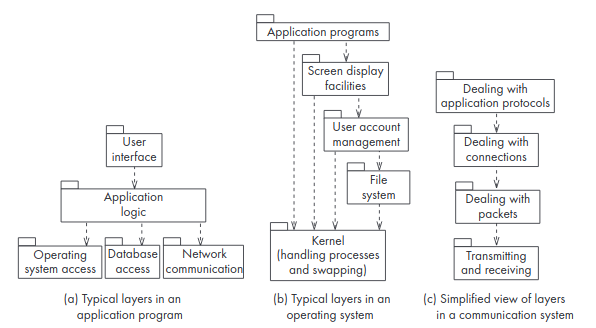 User
interface
Application
logic
Operating
system access
Database
access
Network
communication
(a) Typical layers in an
application program
Application programs
Screen display
facilities
User account
management
File
system
Kernel
(handling processes
and swapping)
(b) Typical layers in an
operating system
Dealing with
application protocols
Dealing with
connections
Dealing with
packets
Transmitting
and receiving
(c) Simplified view of layers
in a communication system